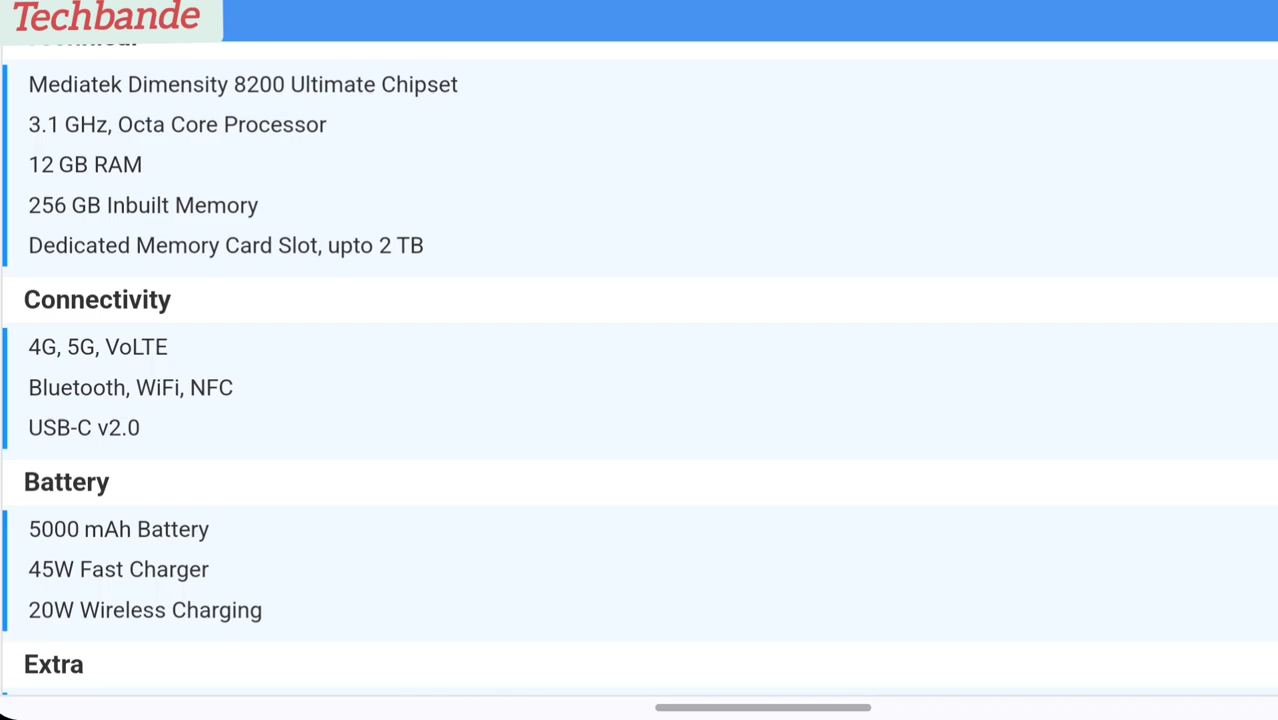 Techbande
Mediatek Dimensity 8200 Ultimate Chipset
3.1 GHz, Octa Core Processor
12 GB RAM
256 GB Inbuilt Memory
Dedicated Memory Card Slot, upto 2 TB
Connectivity
4G, 5G, VoLTE
Bluetooth, WiFi, NFC
USB-C v2.0
Battery
5000 mAh Battery
45W Fast Charger
20W Wireless Charging
Extra